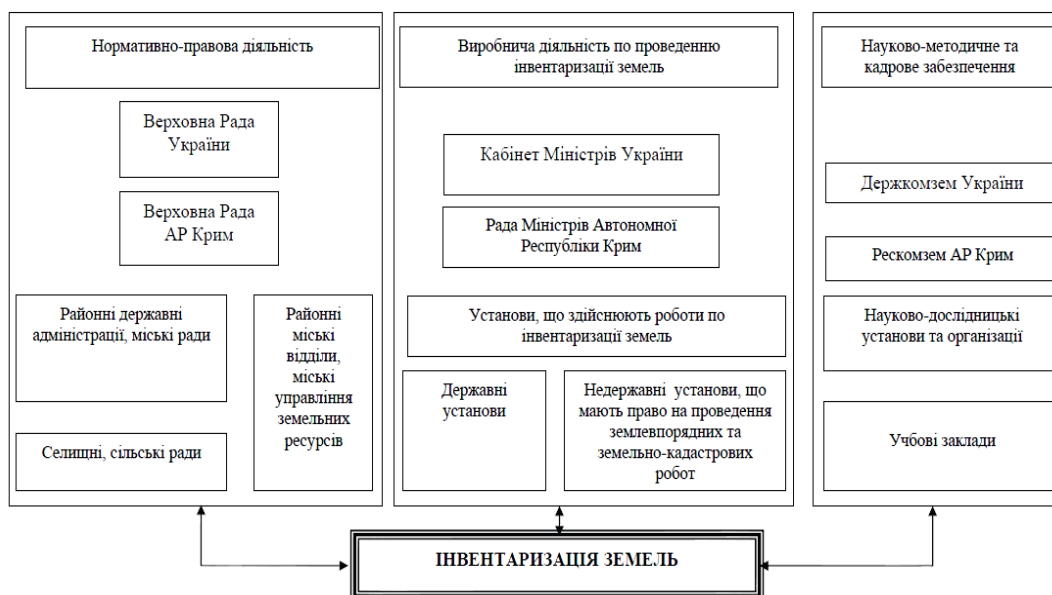 Нормативно-правова діяльність
Верховна Рада
України
Верховна Рада
АР Крим
Районні державні
адміністрації, міські ради
Районні
міські
відділи,
міські
управління
земельних
ресурсів
Селищні, сільські ради
Виробнича діяльність по проведенню
інвентаризації земель
Кабінет Міністрів України
Рада Міністрів Автономної
Республіки Крим
Установи, що здійснюють роботи по
інвентаризації земель
Державні
установи
Недержавні установи, що
мають право на проведення
землевпорядних та
земельно-кадастрових
робот
Науково-методичне та
кадрове забезпечення
Держкомзем України
Рескомзем АР Крим
Науково-дослідницькі
установи та організації
Учбові заклади
ІНВЕНТАРИЗАЦІЯ ЗЕМЕЛЬ